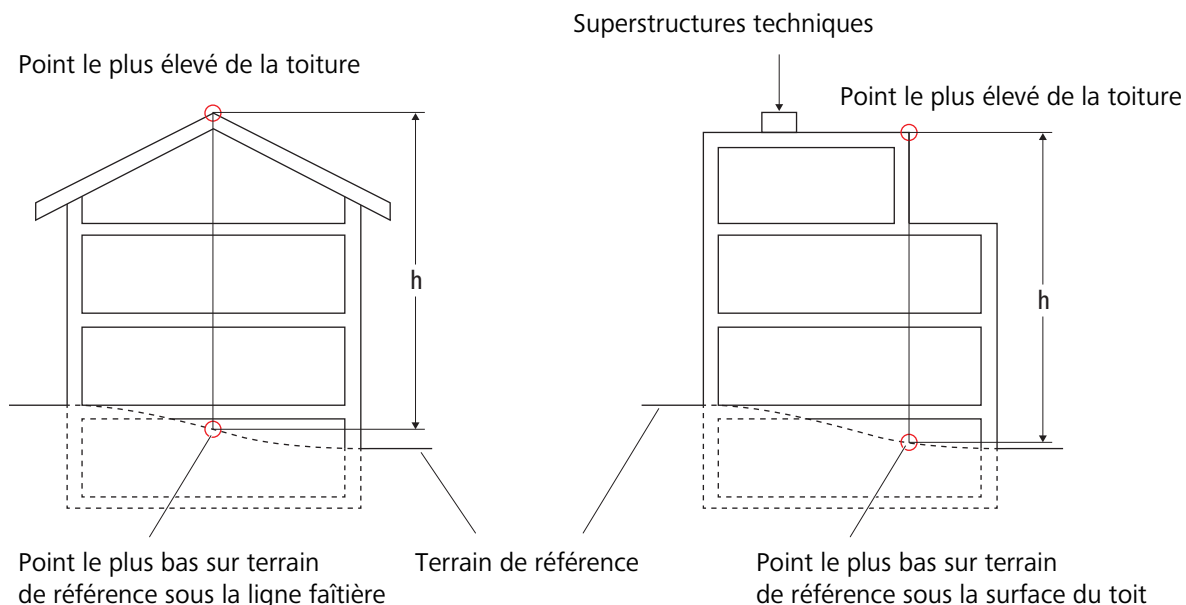 Superstructures techniques
Point le plus élevé de la toiture
Point le plus élevé de la toiture
h
h
Point le plus bas sur terrain
de référence sous la ligne faîtière
Terrain de référence
Point le plus bas sur terrain
de référence sous la surface du toit